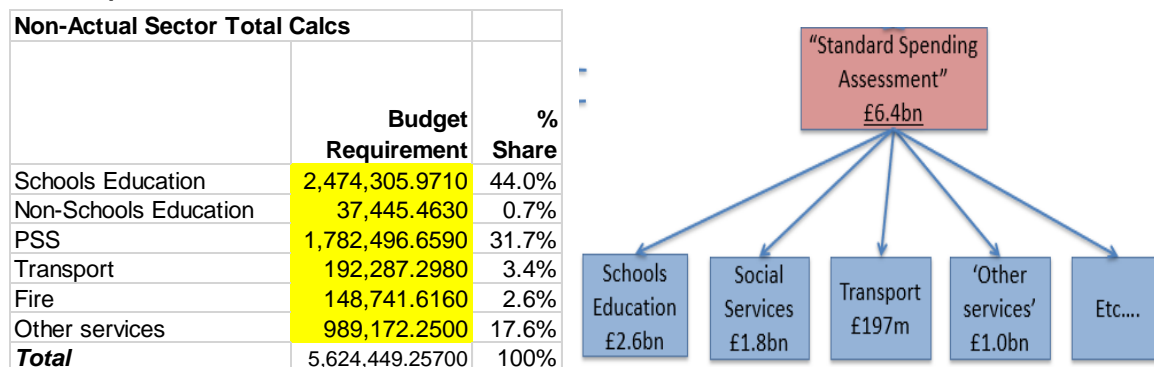 Non-Actual Sector Total Calcs
Budget %
Requirement Share
Schools Education 2,474,305.9710 44.0%
Non-Schools Education 37,445.4630 0.7%
PSS 1,782,496.6590 31.7%
Transport 192,287.2980 3.4%
Fire 148,741.6160 2.6%
Other services 989,172.2500 17.6%
Total 5,624,449.25700 100%
“Standard Spending
Assessment”
£6.4bn
Schools
Education
£2.6bn
Social
Services
£1.8bn
Transport
£197m
‘Other
services’
£1.0bn
Etc....